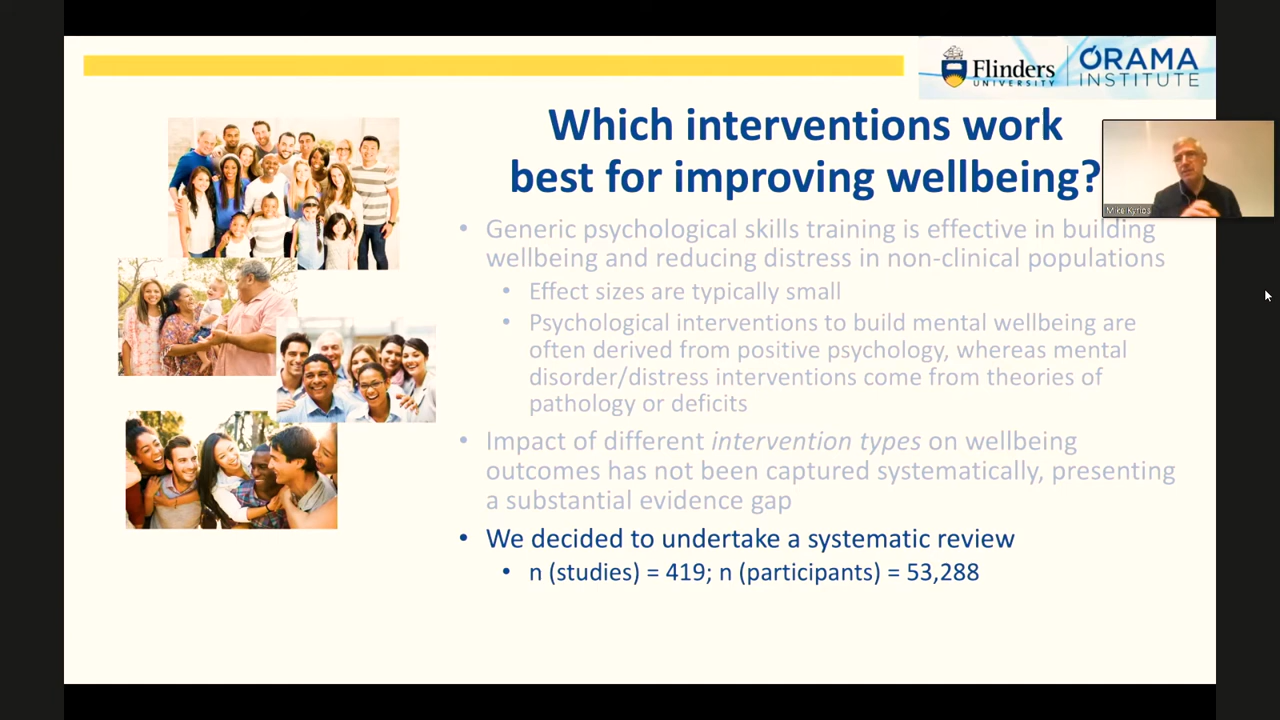 Flinders
UNIVERSITY
ÓRAMA
INSTITUTE
Which interventions work
best for improving wellbeing?
Mike Kyrios
• Generic psychological skills training is effective in building
wellbeing and reducing distress in non-clinical populations
• Effect sizes are typically small
• Psychological interventions to build mental wellbeing are
often derived from positive psychology, whereas mental
disorder/distress interventions come from theories of
pathology or deficits
• Impact of different intervention types on wellbeing
outcomes has not been captured systematically, presenting
a substantial evidence gap
• We decided to undertake a systematic review
• n (studies) = 419; n (participants) = 53,288